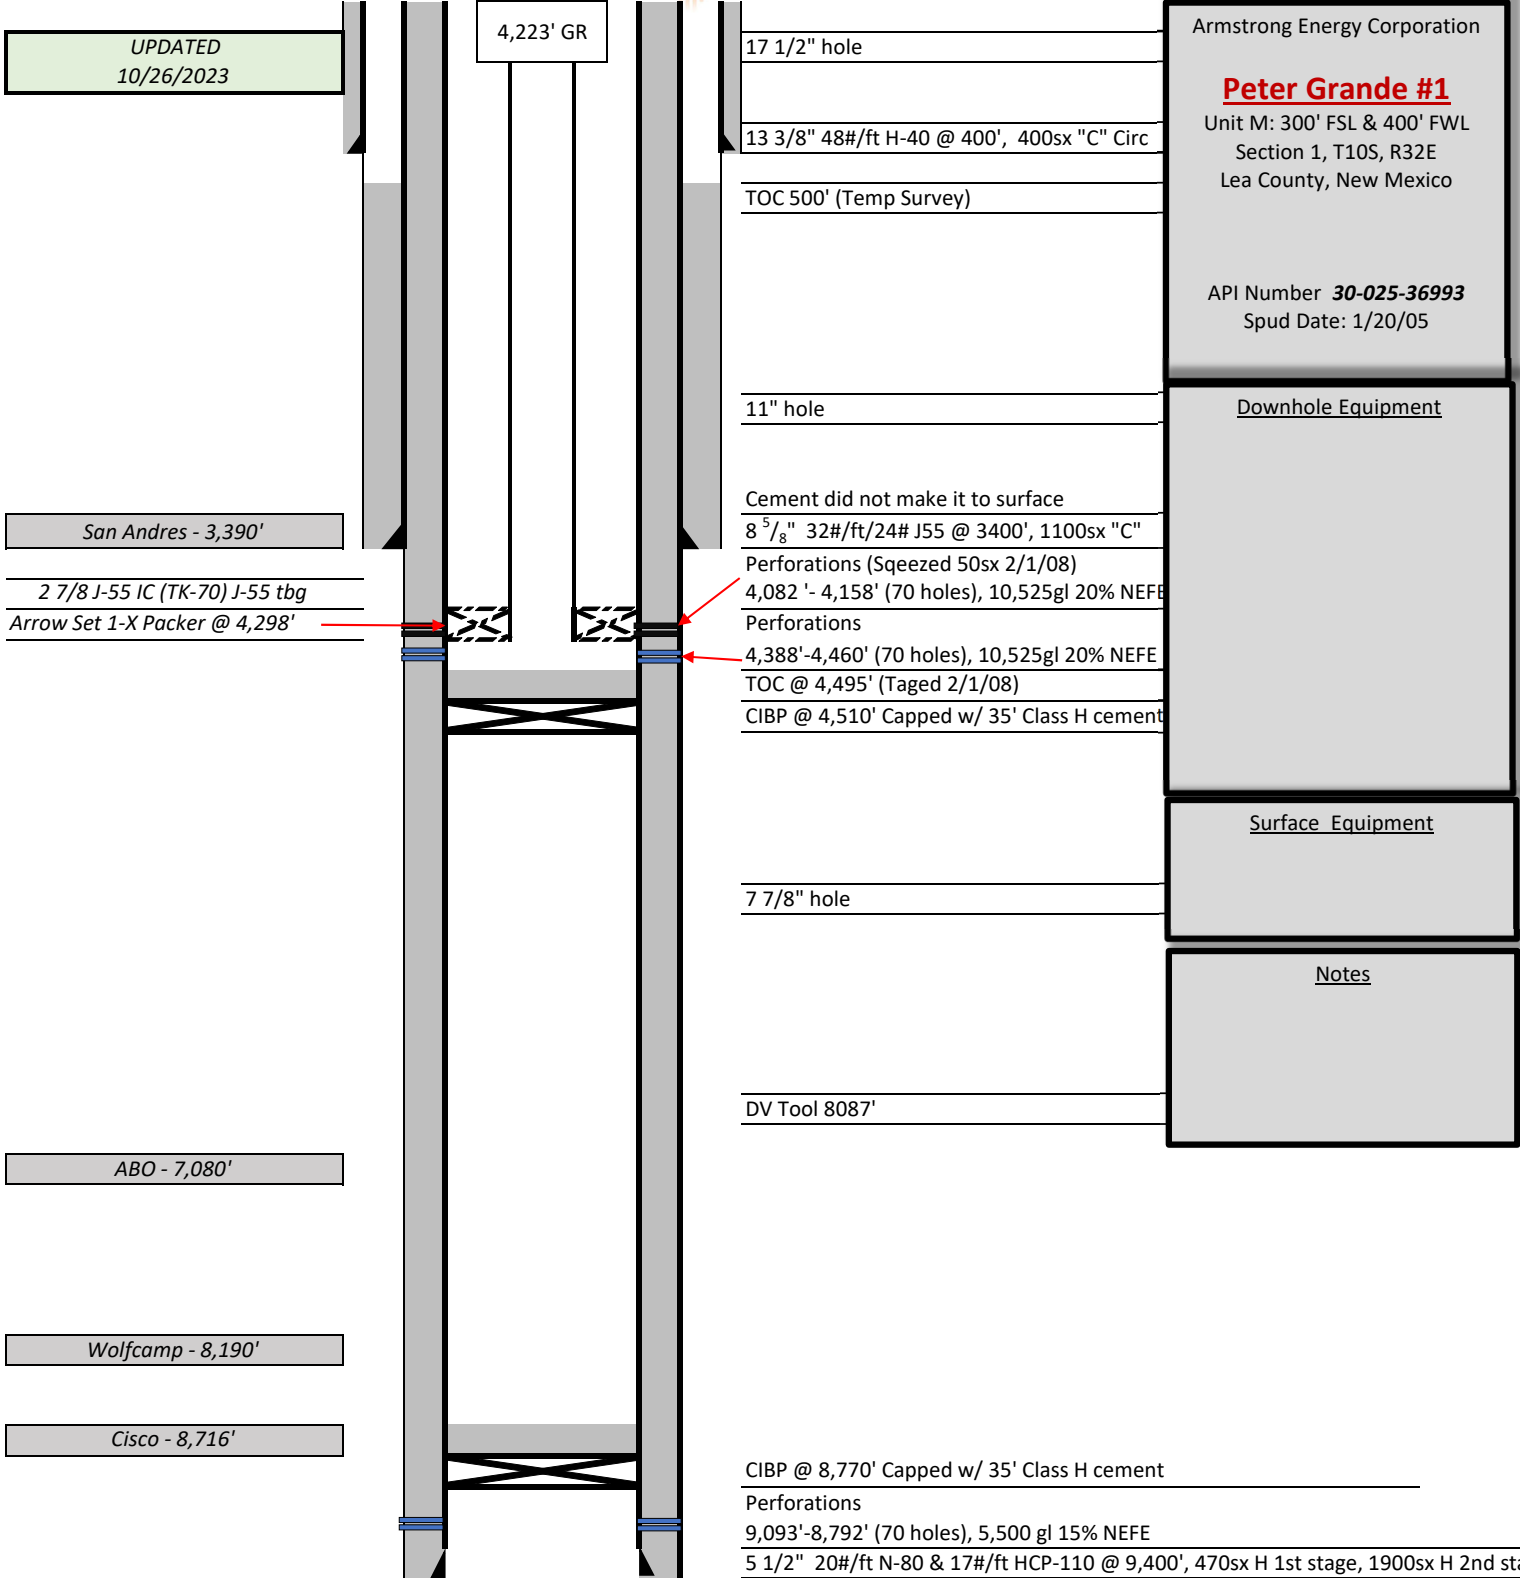 UPDATED
10/26/2023
4,223' GR
17 1/2" hole
13 3/8" 48#/ft H-40 @ 400', 400sx "C" Circ
TOC 500' (Temp Survey)
11" hole
Cement did not make it to surface
8 5/8" 32#/ft/24# J55 @ 3400', 1100sx "C"
Perforations (Sqeezed 50sx 2/1/08)
4,082 '- 4,158' (70 holes), 10,525gl 20% NEFE
Perforations
4,388'-4,460' (70 holes), 10,525gl 20% NEFE
TOC @ 4,495' (Taged 2/1/08)
CIBP @ 4,510' Capped w/ 35' Class H cement
7 7/8" hole
DV Tool 8087'
CIBP @ 8,770' Capped w/ 35' Class H cement
Perforations
9,093'-8,792' (70 holes), 5,500 gl 15% NEFE
5 1/2" 20#/ft N-80 & 17#/ft HCP-110 @ 9,400', 470sx H 1st stage, 1900sx H 2nd
San Andres - 3,390'
2 7/8 J-55 IC (TK-70) J-55 tbg
Arrow Set 1-X Packer @ 4,298'
ABO - 7,080'
Wolfcamp - 8,190'
Cisco - 8,716'
Armstrong Energy Corporation
Peter Grande #1
Unit M: 300' FSL & 400' FWL
Section 1, T10S, R32E
Lea County, New Mexico
API Number 30-025-36993
Spud Date: 1/20/05
Downhole Equipment
Surface Equipment
Notes